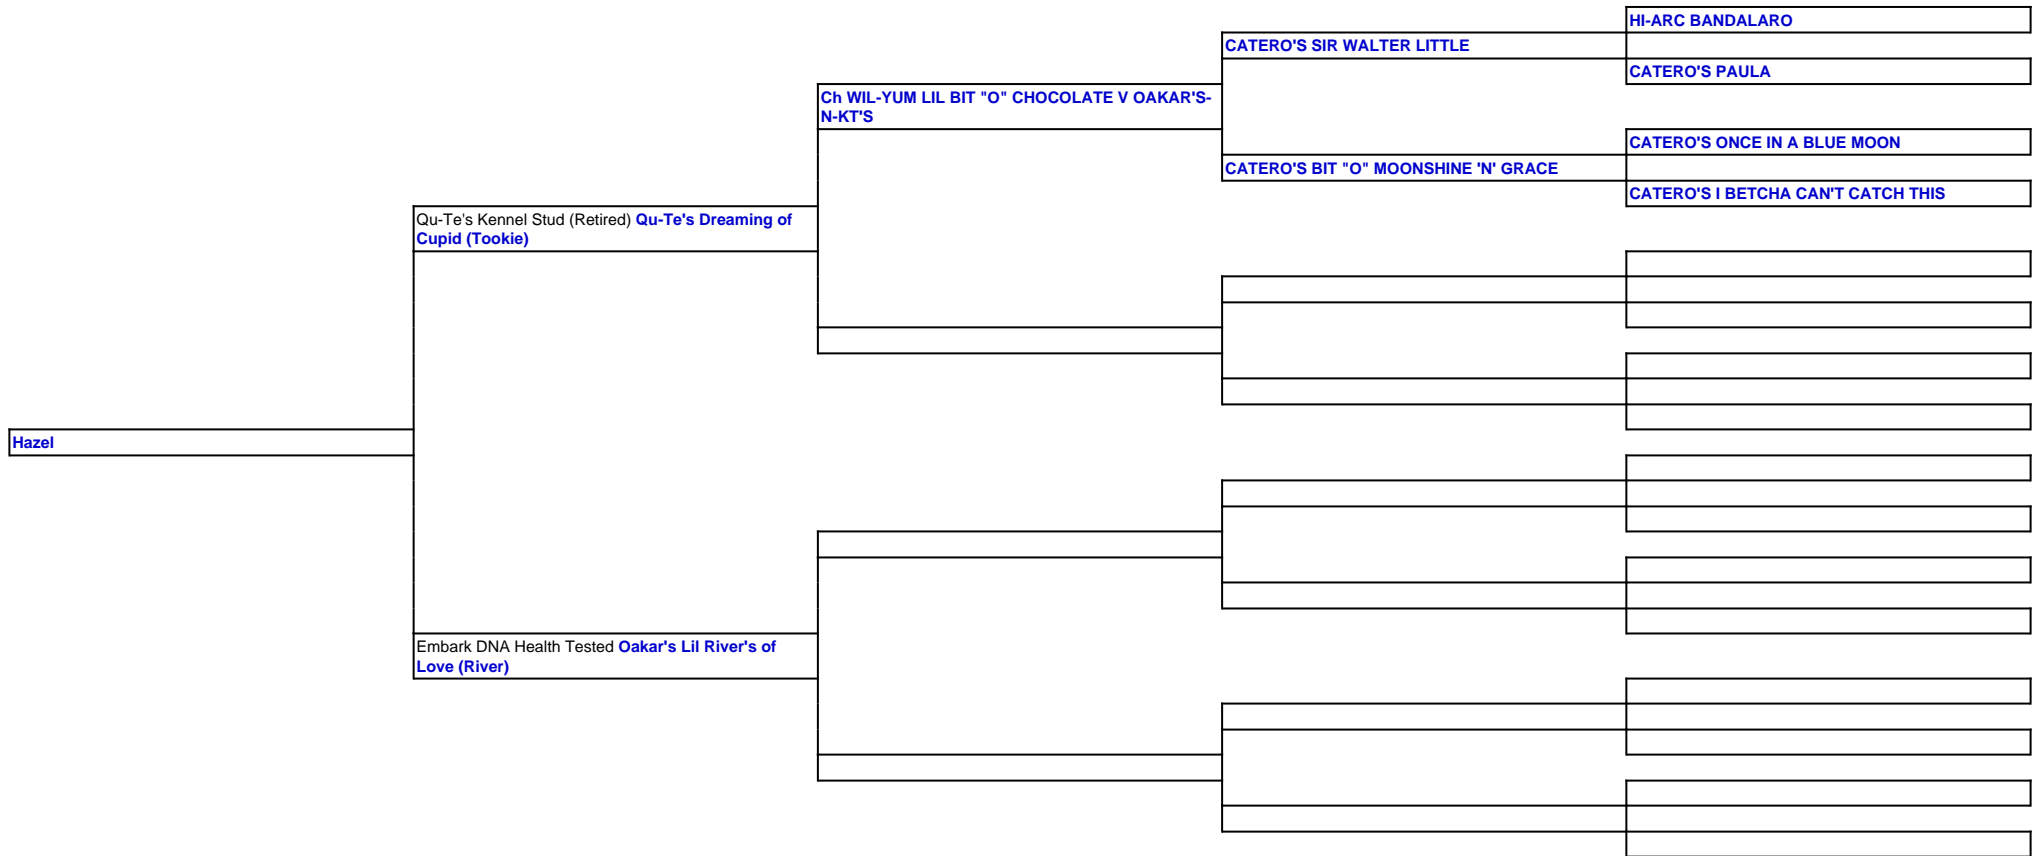 HI-ARC BANDALARO
CATERO'S SIR WALTER LITTLE
CATERO'S PAULA
Ch WIL-YUM LIL BIT "O" CHOCOLATE V OAKAR'S-
N-KT'S
CATERO'S ONCE IN A BLUE MOON
CATERO'S BIT "O" MOONSHINE 'N' GRACE
CATERO'S I BETCHA CAN'T CATCH THIS
Qu-Te's Kennel Stud (Retired) Qu-Te's Dreaming of
Cupid (Tookie)
Hazel
Embark DNA Health Tested Oakar's Lil River's of
Love (River)